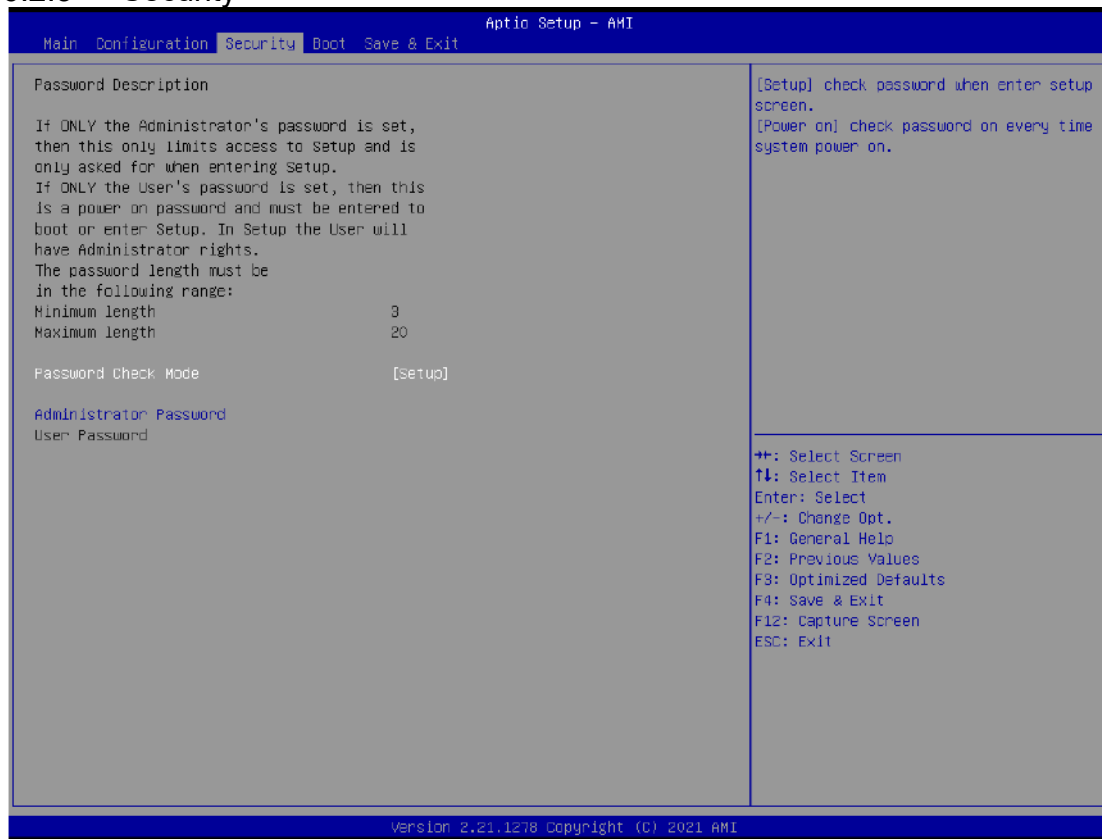 Security
Aptio Setup - AMI
Main Configuration Security Boot Save & Exit
Password Description
If ONLY the Administrator's password is set,
then this only limits access to Setup and is
only asked for when entering Setup.
If ONLY the User's password is set, then this
is a power on password and must be entered to
boot or enter Setup. In Setup the User will
have Administrator rights.
The password length must be
in the following range:
Minimum length 3
Maximum length 20
Password Check Mode [Setup]
Administrator Password
User Password
[Setup] check password when enter setup
screen.
[Power on] check password on every time
system power on.
→←: Select Screen
↑↓: Select Item
Enter: Select
+/-: Change Opt.
F1: General Help
F2: Previous Values
F3: Optimized Defaults
F4: Save & Exit
F12: Capture Screen
ESC: Exit
Version 2.21.1278 Copyright (C) 2021 AMI